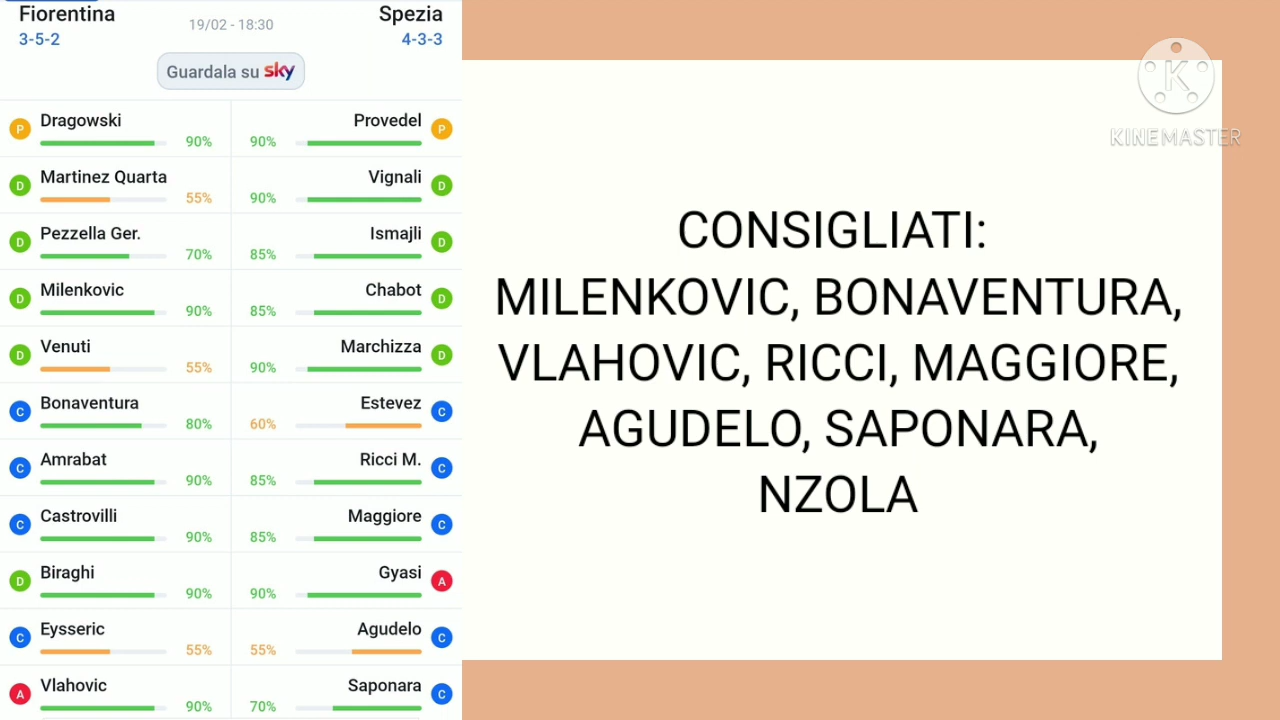 Fiorentina
19/02 - 18:30
Spezia
3-5-2
4-3-3
Guardala su sky
P Dragowski 90%
90% Provedel P
D Martinez Quarta 55%
90% Vignali D
D Pezzella Ger. 70%
85% Ismajli D
D Milenkovic 90%
85% Chabot D
D Venuti 55%
90% Marchizza D
C Bonaventura 80%
60% Estevez C
C Amrabat 90%
85% Ricci M. C
C Castrovilli 90%
85% Maggiore C
D Biraghi 90%
90% Gyasi A
C Eysseric 55%
55% Agudelo C
A Vlahovic 90%
70% Saponara C
CONSIGLIATI:
MILENKOVIC, BONAVENTURA,
VLAHOVIC, RICCI, MAGGIORE,
AGUDELO, SAPONARA,
NZOLA
K
KINEMASTER